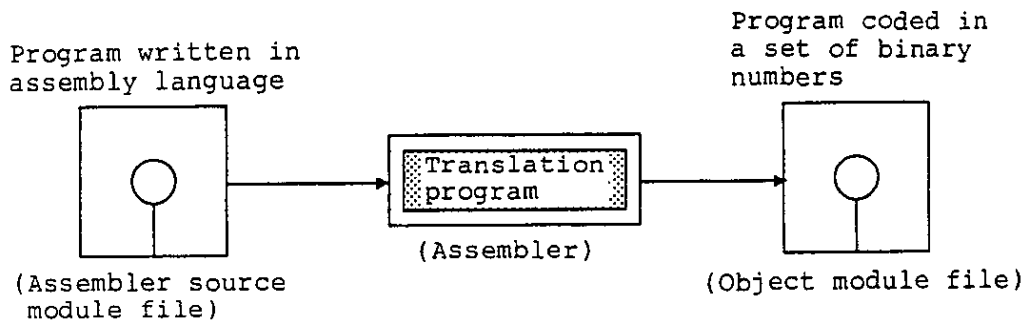 Program written in
assembly language
(Assembler source
module file)
Translation
program
(Assembler)
Program coded in
a set of binary
numbers
(Object module file)